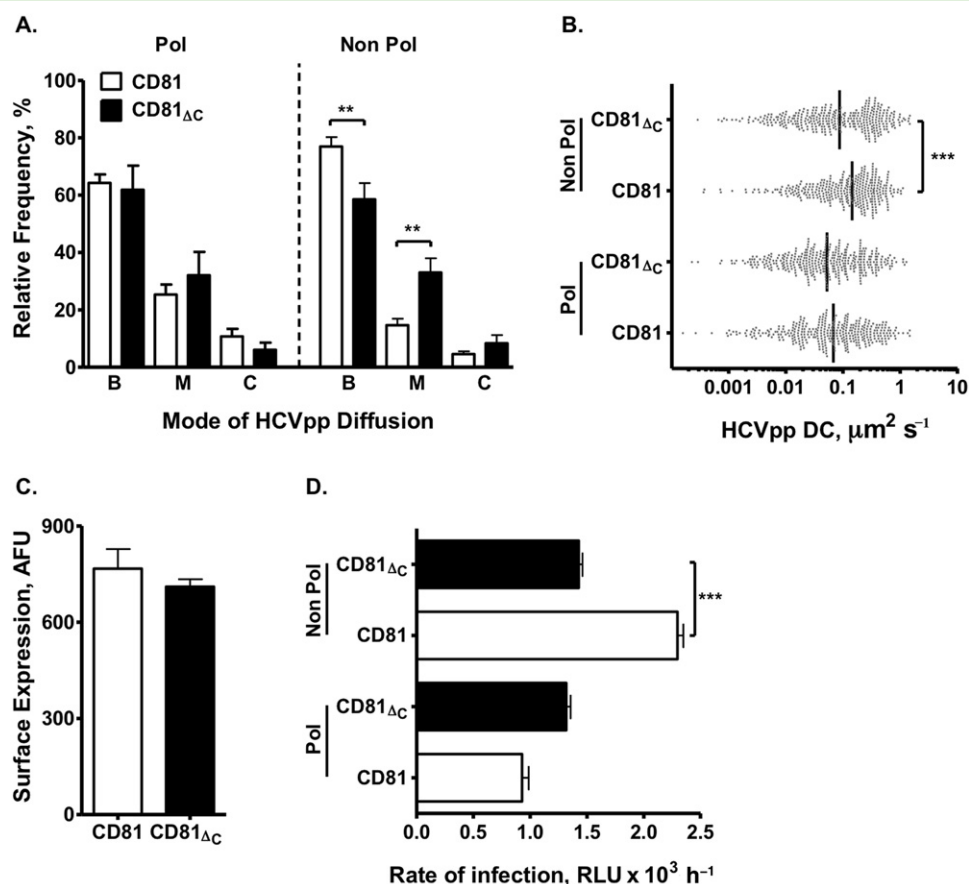 A.
Pol
Non Pol
CD81
CD81ΔC
**
**
100
80
60
40
20
0
Relative Frequency, %
B
M
C
B
M
C
Mode of HCVpp Diffusion
B.
Non Pol
CD81ΔC
CD81
***
Pol
CD81ΔC
CD81
0.001
0.01
0.1
1
10
HCVpp DC, μm² s⁻¹
C.
900
600
300
0
Surface Expression, AFU
CD81
CD81ΔC
D.
Non Pol
CD81ΔC
CD81
***
Pol
CD81ΔC
CD81
0.0
0.5
1.0
1.5
2.0
2.5
Rate of infection, RLU x 10³ h⁻¹